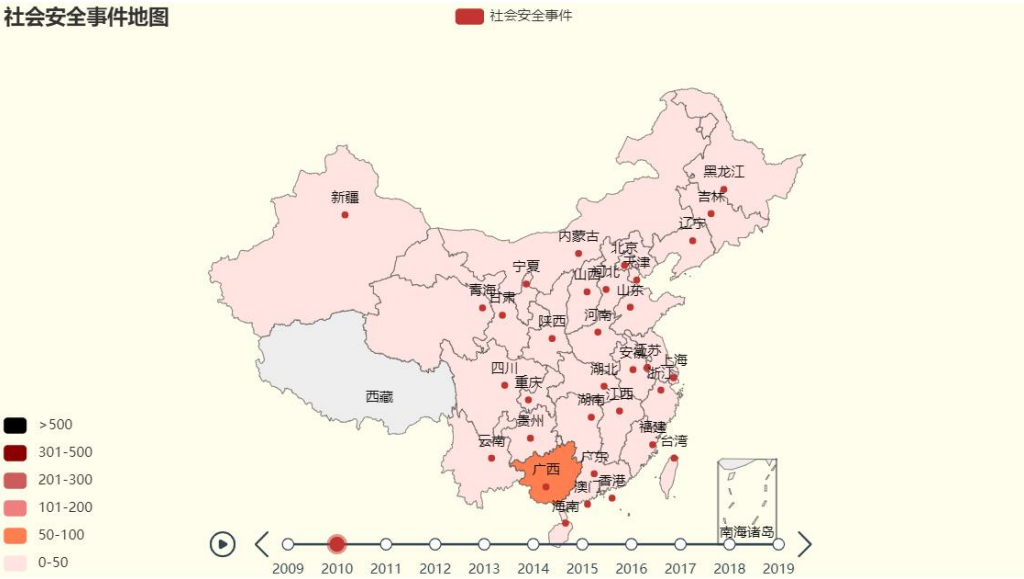 社会安全事件地图
社会安全事件
黑龙江
吉林
新疆
辽宁
内蒙古
北京
天津
宁夏
山西
河北
青海
甘肃
山东
河南
陕西
安徽
江苏
上海
四川
湖北
浙江
重庆
西藏
湖南
江西
贵州
福建
云南
台湾
广西
广东
香港
澳门
海南
南海诸岛
>500
301-500
201-300
101-200
50-100
0-50
2009
2010
2011
2012
2013
2014
2015
2016
2017
2018
2019